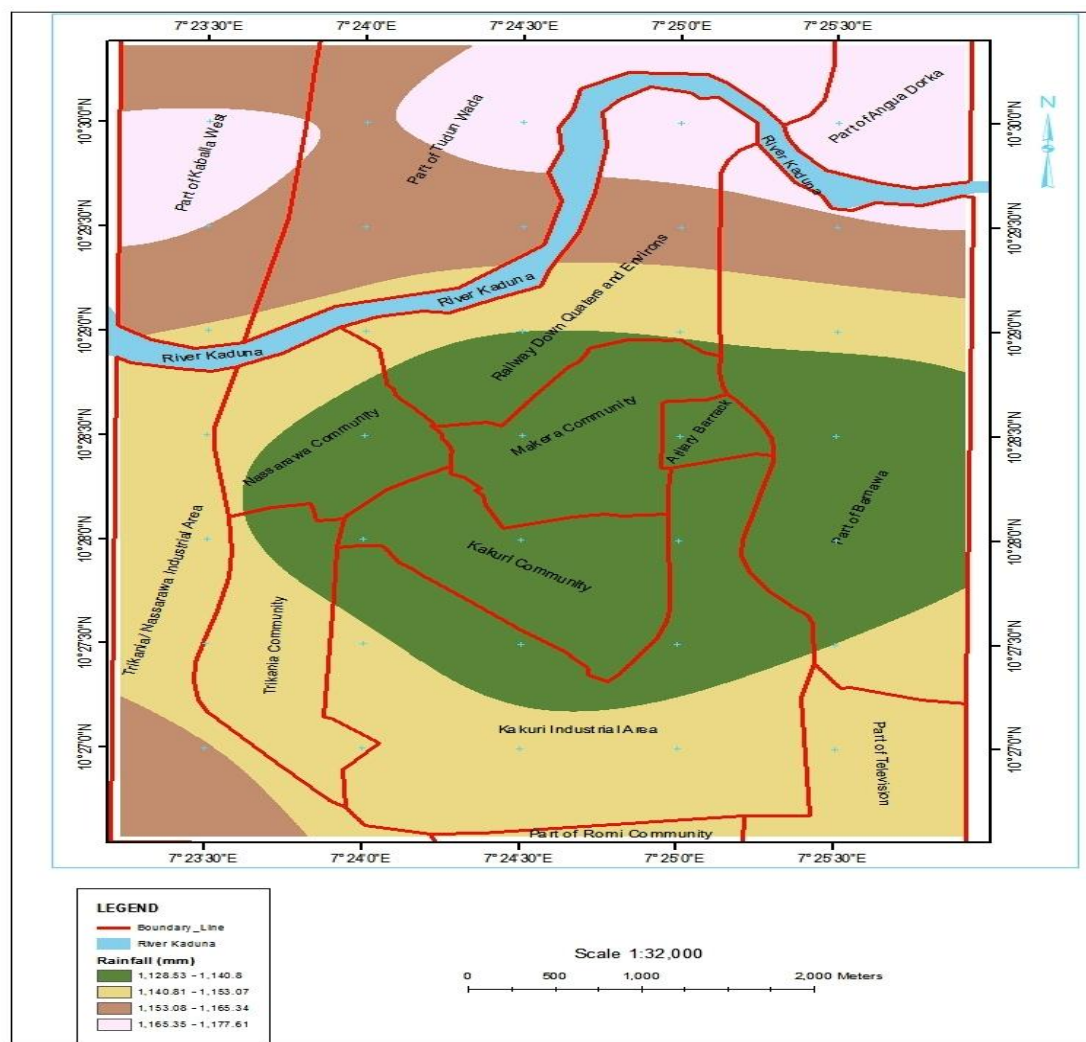 7°23'30"E 7°24'0"E 7°24'30"E 7°25'0"E 7°25'30"E
N
10°30'0"N 10°30'0"N
Part of Kaballa West
Part of Tudun Wada
Part of Angua Dorka
River Kaduna
10°29'30"N 10°29'30"N
Railway Down Quaters and Environs
River Kaduna
10°29'0"N 10°29'0"N
River Kaduna
Nassarawa Community
Makera Community
Part of Barnawa
10°28'30"N 10°28'30"N
Barrack
10°28'0"N 10°28'0"N
Kakuri Community
Trikania/ Nassarawa Industrial Area
Trikania Community
10°27'30"N 10°27'30"N
Kakuri Industrial Area
10°27'0"N 10°27'0"N
Part of Television
Part of Romi Community
7°23'30"E 7°24'0"E 7°24'30"E 7°25'0"E 7°25'30"E
LEGEND
Boundary_Line
River Kaduna
Rainfall (mm)
1,128.53 - 1,140.8
1,140.81 - 1,153.07
1,153.08 - 1,165.34
1,165.35 - 1,177.61
Scale 1:32,000
0 500 1,000 2,000 Meters